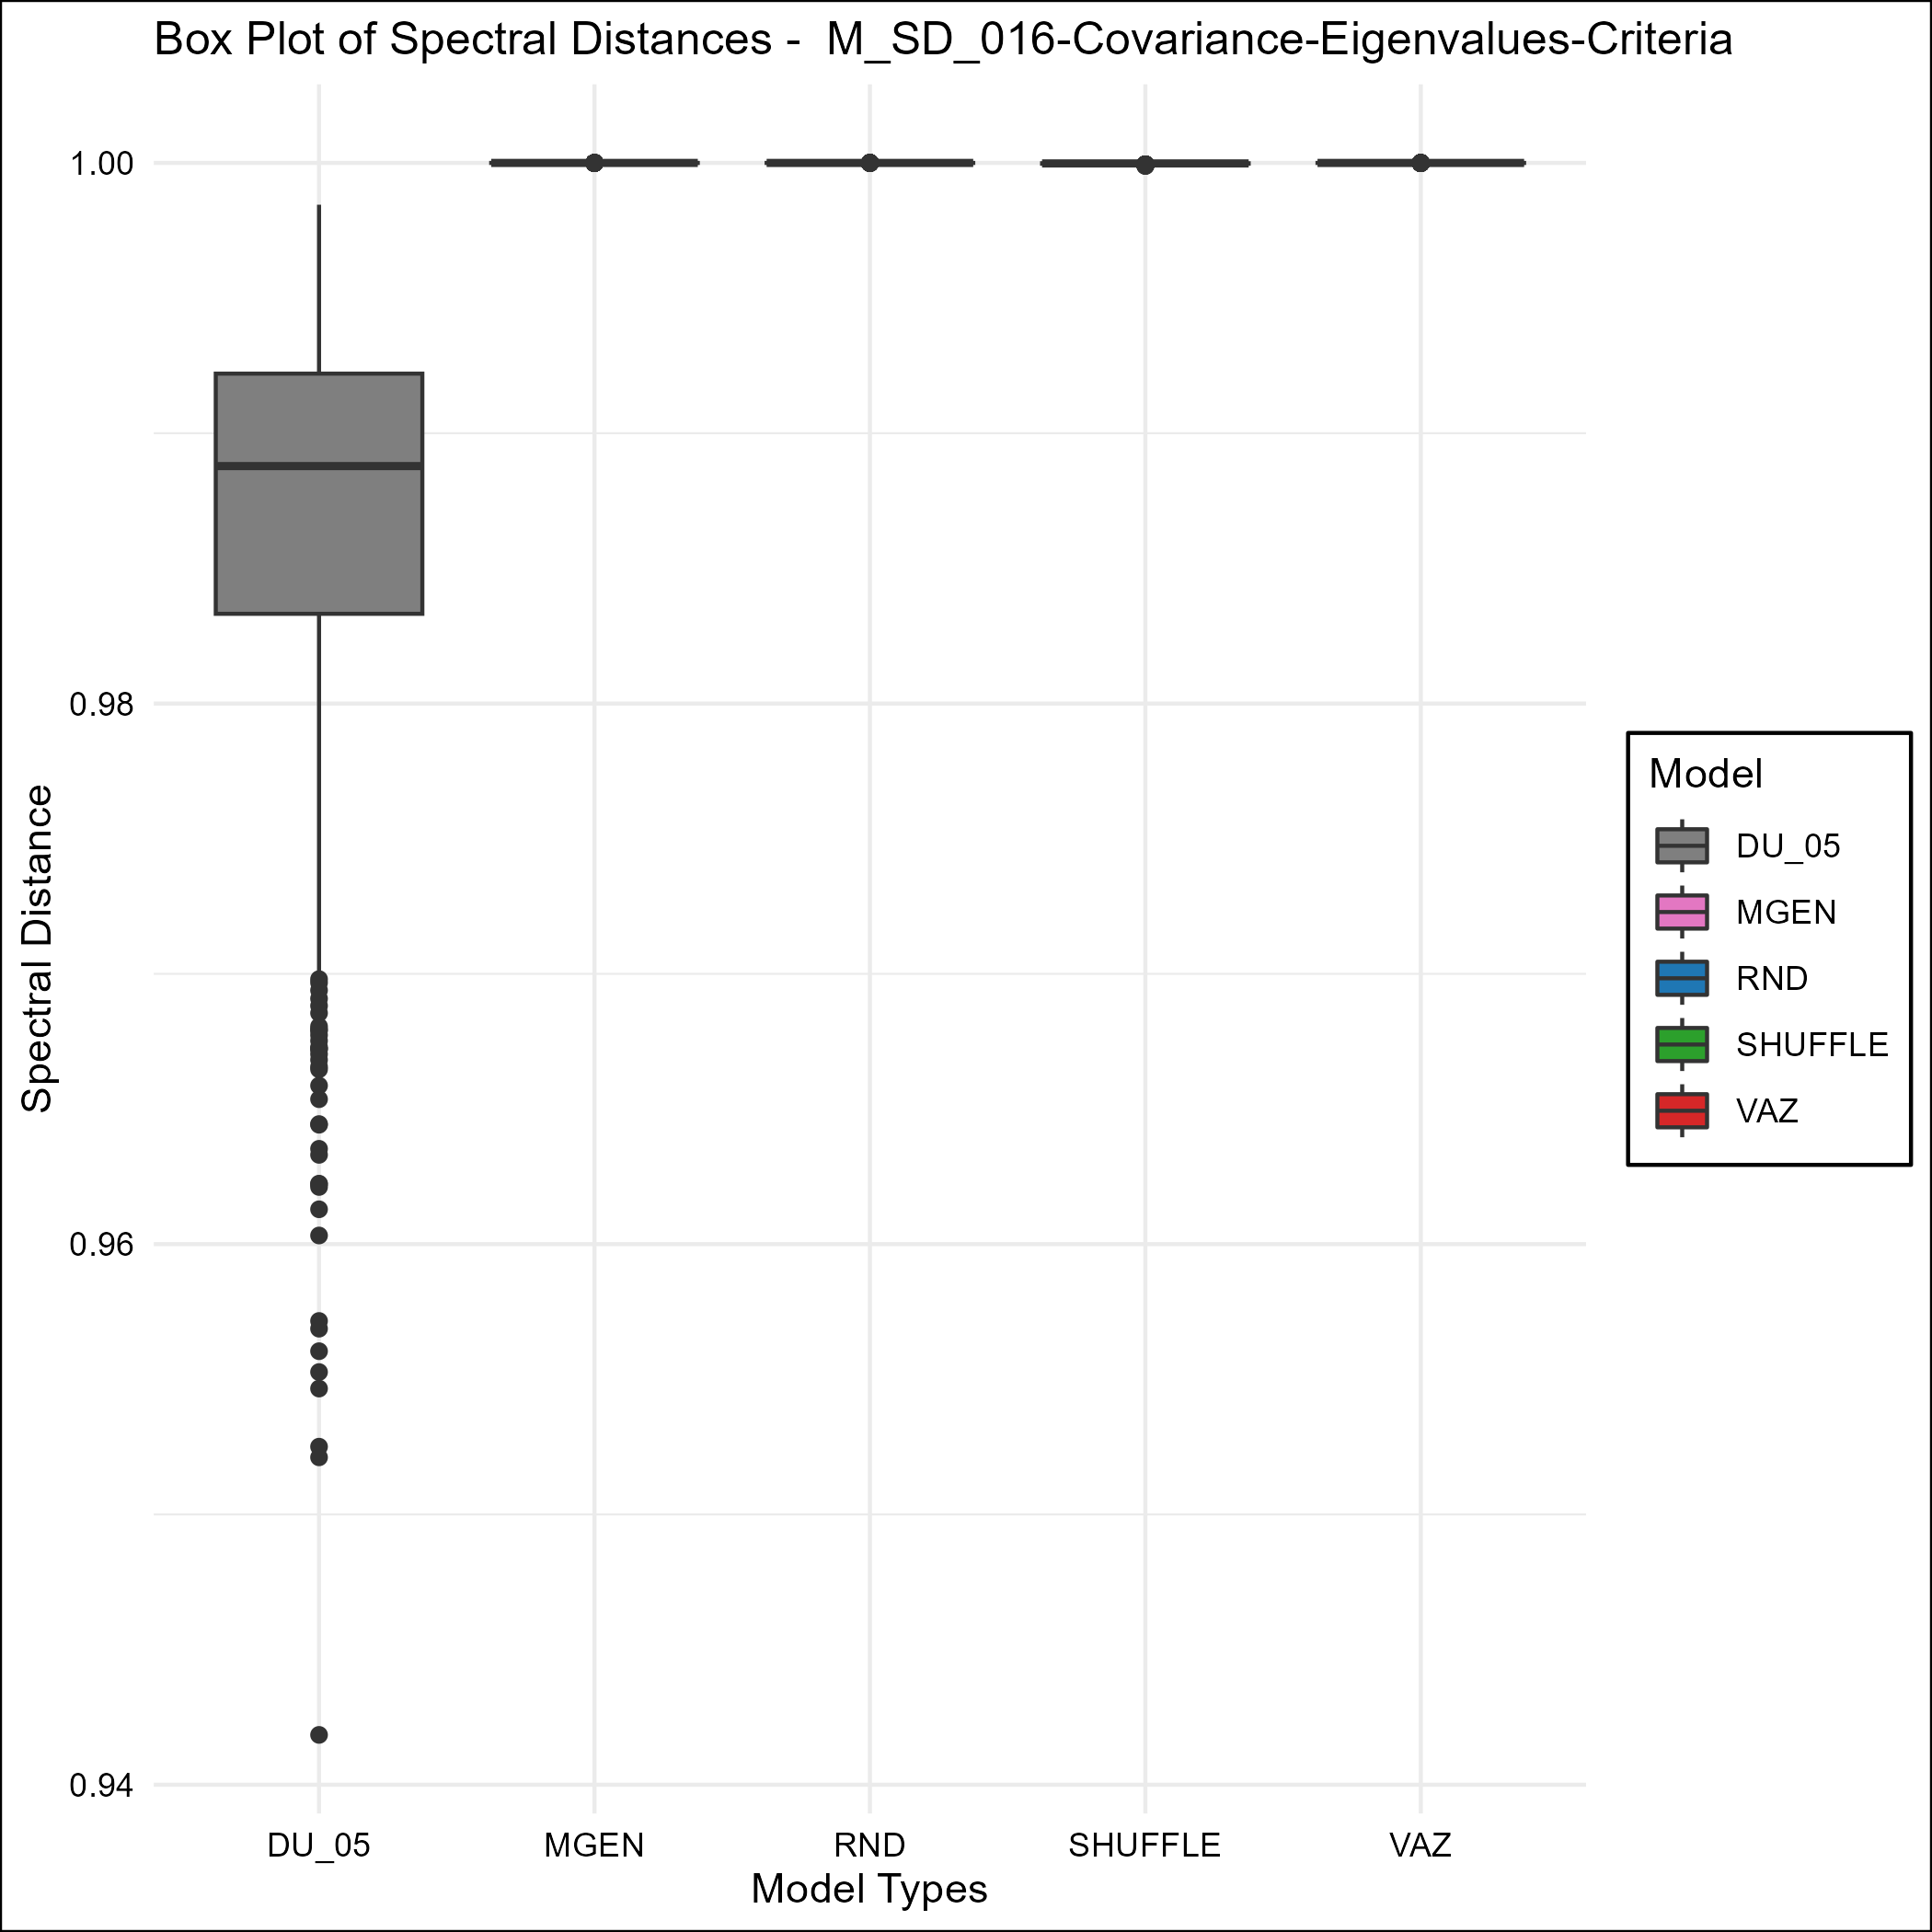 Box Plot of Spectral Distances -  M_SD_016-Covariance-Eigenvalues-Criteria
1.00
0.98
0.96
0.94
Spectral Distance
DU_05
MGEN
RND
SHUFFLE
VAZ
Model Types
Model
DU_05
MGEN
RND
SHUFFLE
VAZ